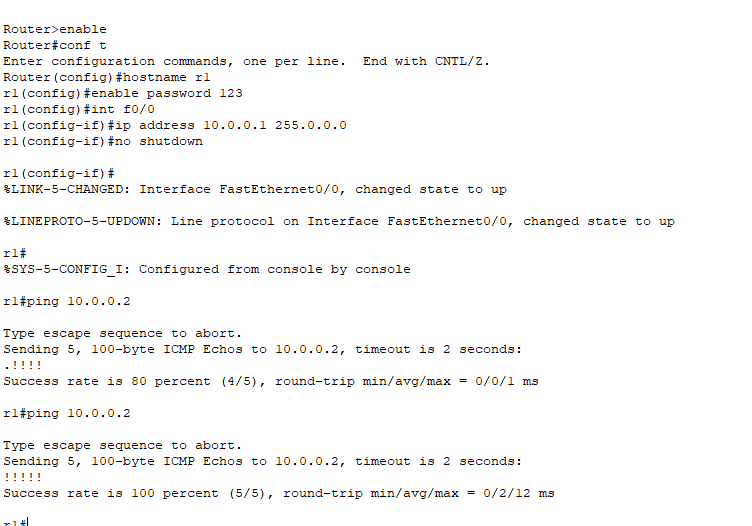 Router>enable
Router#conf t
Enter configuration commands, one per line.  End with CNTL/Z.
Router(config)#hostname r1
r1(config)#enable password 123
r1(config)#int f0/0
r1(config-if)#ip address 10.0.0.1 255.0.0.0
r1(config-if)#no shutdown
r1(config-if)#
%LINK-5-CHANGED: Interface FastEthernet0/0, changed state to up
%LINEPROTO-5-UPDOWN: Line protocol on Interface FastEthernet0/0, changed state to up
r1#
%SYS-5-CONFIG_I: Configured from console by console
r1#ping 10.0.0.2
Type escape sequence to abort.
Sending 5, 100-byte ICMP Echos to 10.0.0.2, timeout is 2 seconds:
.!!!!
Success rate is 80 percent (4/5), round-trip min/avg/max = 0/0/1 ms
r1#ping 10.0.0.2
Type escape sequence to abort.
Sending 5, 100-byte ICMP Echos to 10.0.0.2, timeout is 2 seconds:
!!!!!
Success rate is 100 percent (5/5), round-trip min/avg/max = 0/2/12 ms
r1#